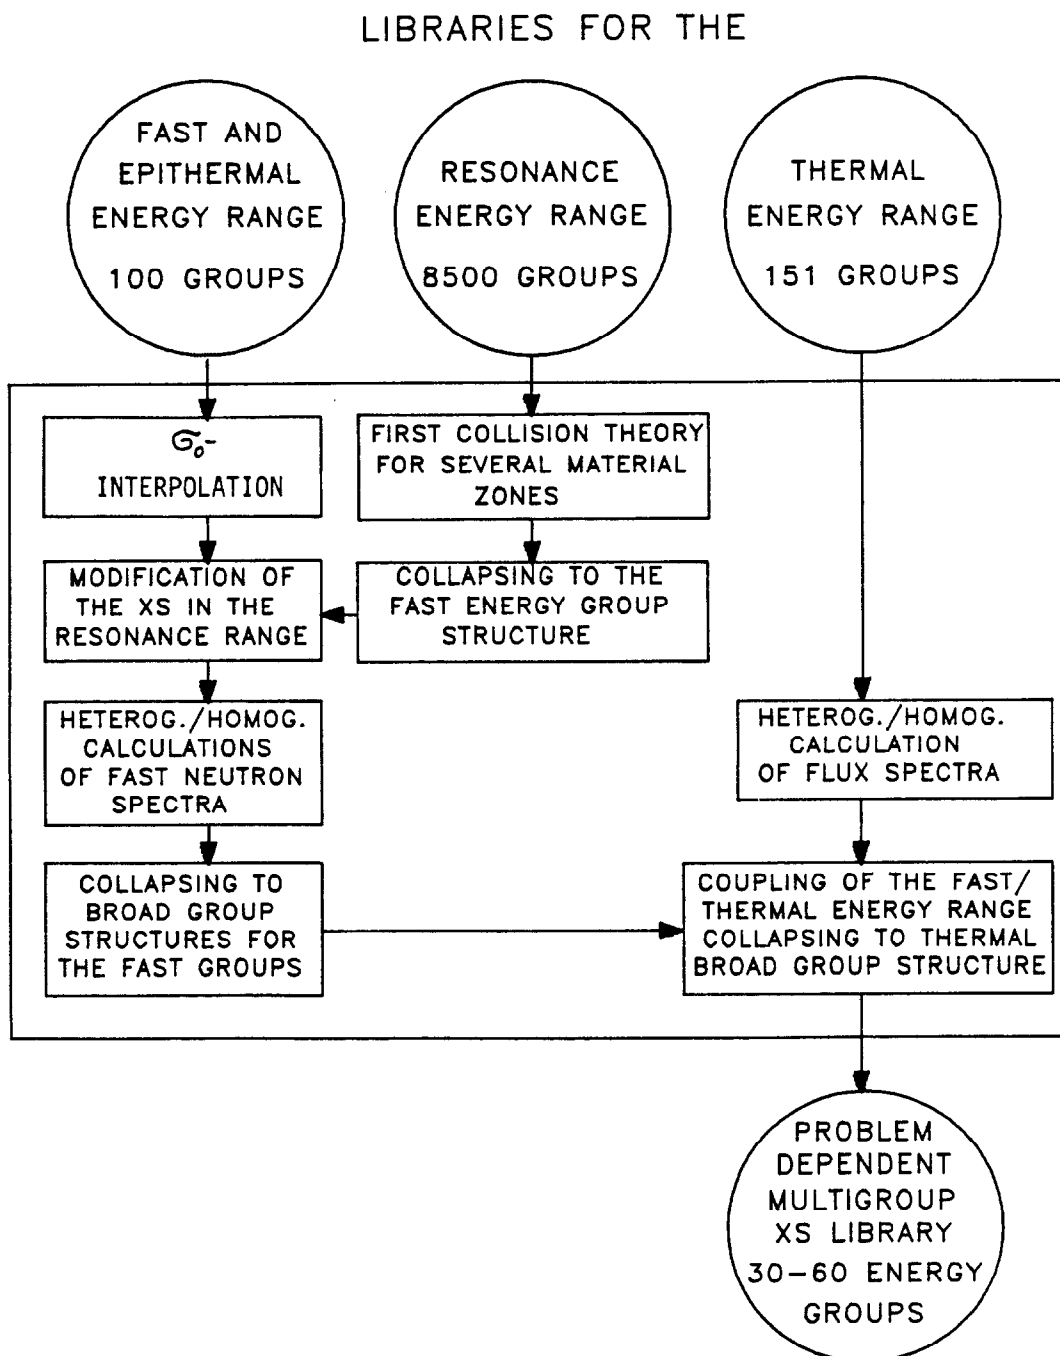 LIBRARIES FOR THE
FAST AND
EPITHERMAL
ENERGY RANGE
100 GROUPS
RESONANCE
ENERGY RANGE
8500 GROUPS
THERMAL
ENERGY RANGE
151 GROUPS
σ₀-
INTERPOLATION
FIRST COLLISION THEORY
FOR SEVERAL MATERIAL
ZONES
MODIFICATION OF
THE XS IN THE
RESONANCE RANGE
COLLAPSING TO THE
FAST ENERGY GROUP
STRUCTURE
HETEROG./HOMOG.
CALCULATIONS
OF FAST NEUTRON
SPECTRA
HETEROG./HOMOG.
CALCULATION
OF FLUX SPECTRA
COLLAPSING TO
BROAD GROUP
STRUCTURES FOR
THE FAST GROUPS
COUPLING OF THE FAST/
THERMAL ENERGY RANGE
COLLAPSING TO THERMAL
BROAD GROUP STRUCTURE
PROBLEM
DEPENDENT
MULTIGROUP
XS LIBRARY
30-60 ENERGY
GROUPS